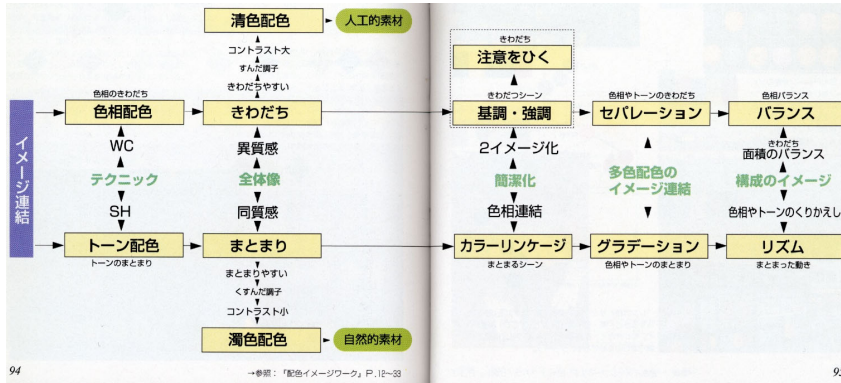 清色配色
人工的素材
コントラスト大
すんだ調子
きわだちやすい
色相のきわだち
色相配色
きわだち
きわだち
注意をひく
きわだつシーン
基調・強調
色相やトーンのきわだち
セパレーション
色相バランス
バランス
イメージ連結
WC
テクニック
SH
異質感
全体像
同質感
2イメージ化
簡潔化
色相連結
多色配色の
イメージ連結
きわだち
面積のバランス
構成のイメージ
色相やトーンのくりかえし
トーン配色
トーンのまとまり
まとまり
カラーリンケージ
まとまるシーン
グラデーション
色相やトーンのまとまり
リズム
まとまった動き
まとまりやすい
くすんだ調子
コントラスト小
濁色配色
自然的素材
94
→参照：『配色イメージワーク』P.12〜33